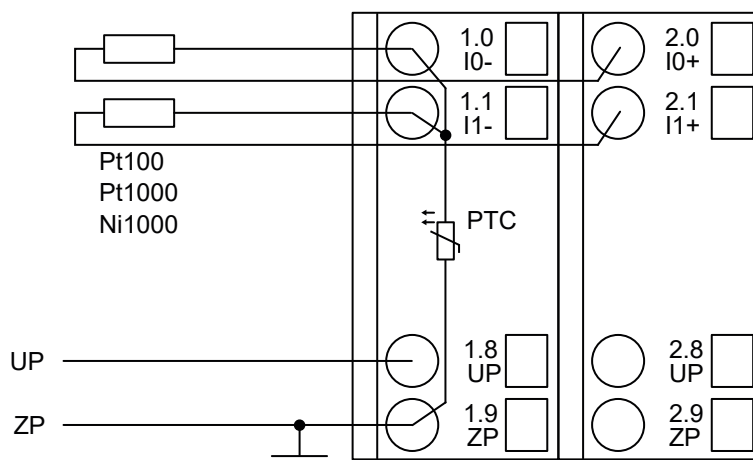 1.0
I0-
2.0
I0+
1.1
I1-
2.1
I1+
Pt100
Pt1000
Ni1000
PTC
UP
1.8
UP
2.8
UP
ZP
1.9
ZP
2.9
ZP